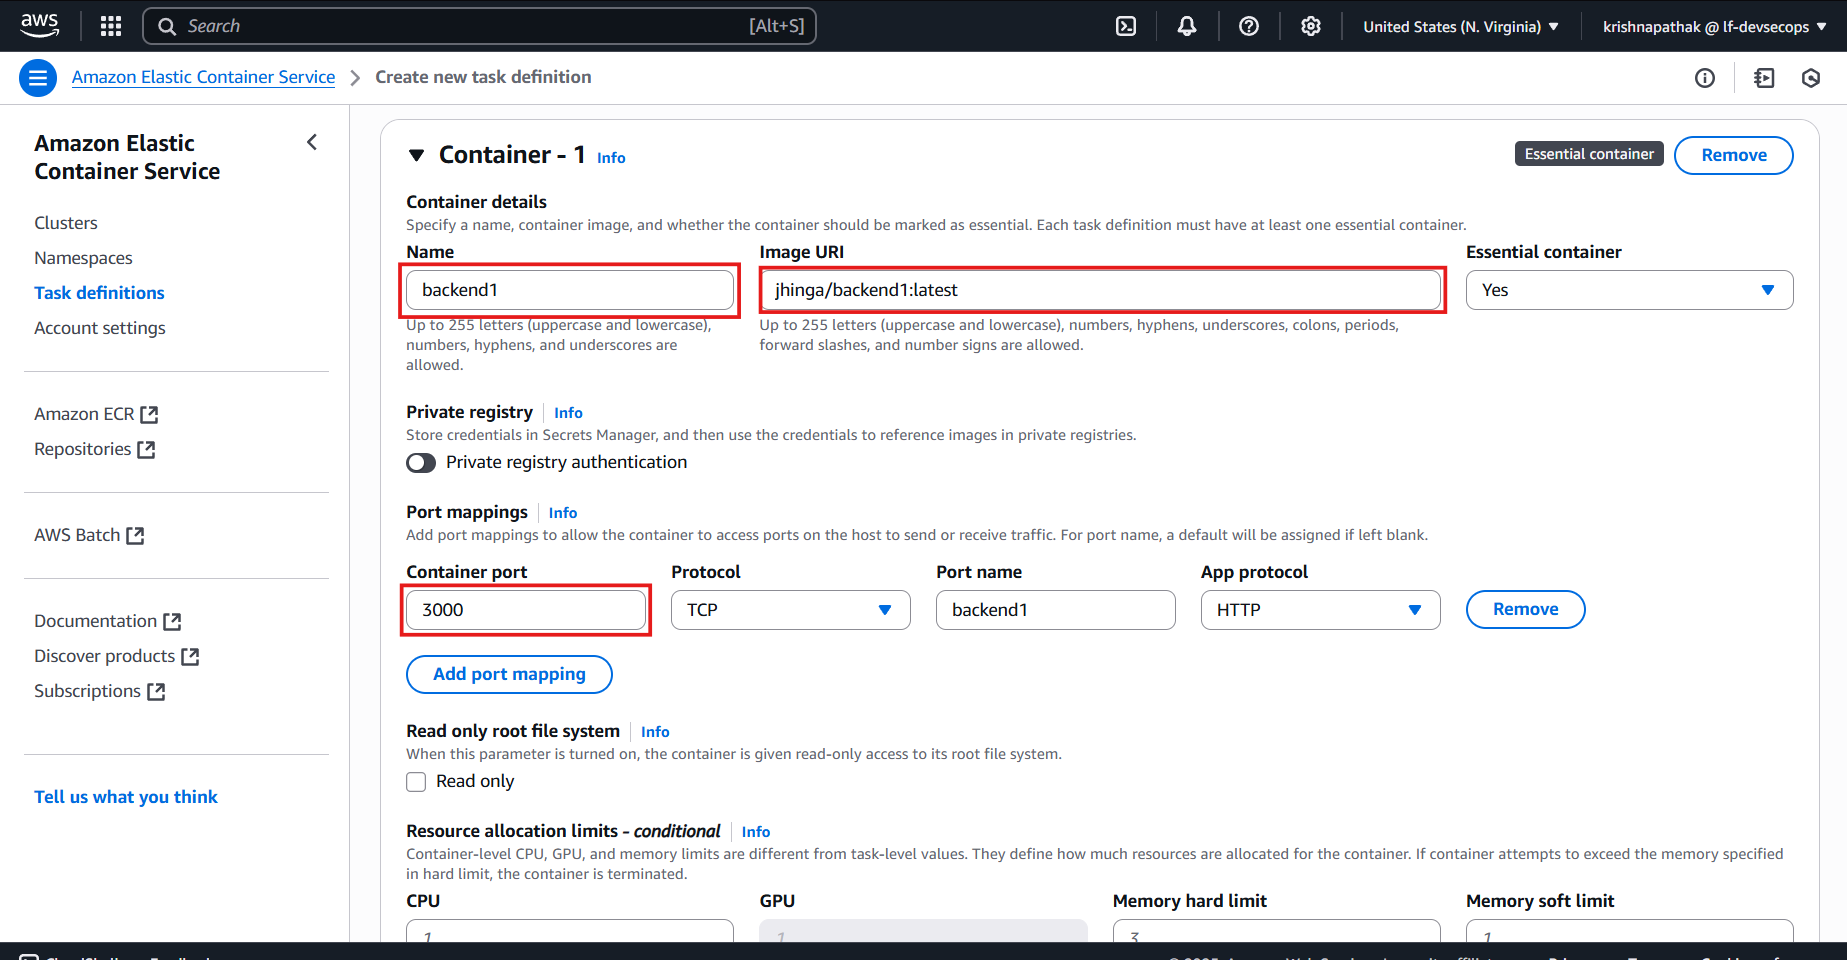 aws
Search [Alt+S] United States (N. Virginia) krishnapathak @ lf-devsecops
Amazon Elastic Container Service Create new task definition
Amazon Elastic
Container Service
Clusters
Namespaces
Task definitions
Account settings
Amazon ECR
Repositories
AWS Batch
Documentation
Discover products
Subscriptions
Tell us what you think
Container - 1 Info Essential container Remove
Container details
Specify a name, container image, and whether the container should be marked as essential. Each task definition must have at least one essential container.
Name Image URI Essential container
backend1 jhinga/backend1:latest Yes
Up to 255 letters (uppercase and lowercase), Up to 255 letters (uppercase and lowercase), numbers, hyphens, underscores, colons, periods,
numbers, hyphens, and underscores are forward slashes, and number signs are allowed.
allowed.
Private registry Info
Store credentials in Secrets Manager, and then use the credentials to reference images in private registries.
Private registry authentication
Port mappings Info
Add port mappings to allow the container to access ports on the host to send or receive traffic. For port name, a default will be assigned if left blank.
Container port Protocol Port name App protocol
3000 TCP backend1 HTTP Remove
Add port mapping
Read only root file system Info
When this parameter is turned on, the container is given read-only access to its root file system.
Read only
Resource allocation limits - conditional Info
Container-level CPU, GPU, and memory limits are different from task-level values. They define how much resources are allocated for the container. If container attempts to exceed the memory specified
in hard limit, the container is terminated.
CPU GPU Memory hard limit Memory soft limit
1 1 3 1